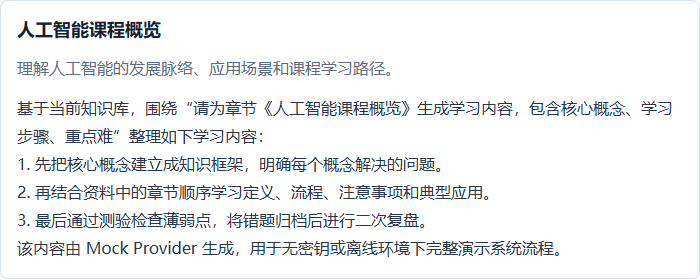 人工智能课程概览
理解人工智能的发展脉络、应用场景和课程学习路径。
基于当前知识库，围绕“请为章节《人工智能课程概览》生成学习内容，包含核心概念、学习
步骤、重点难”整理如下学习内容：
1. 先把核心概念建立成知识框架，明确每个概念解决的问题。
2. 再结合资料中的章节顺序学习定义、流程、注意事项和典型应用。
3. 最后通过测验检查薄弱点，将错题归档后进行二次复盘。
该内容由 Mock Provider 生成，用于无密钥或离线环境下完整演示系统流程。